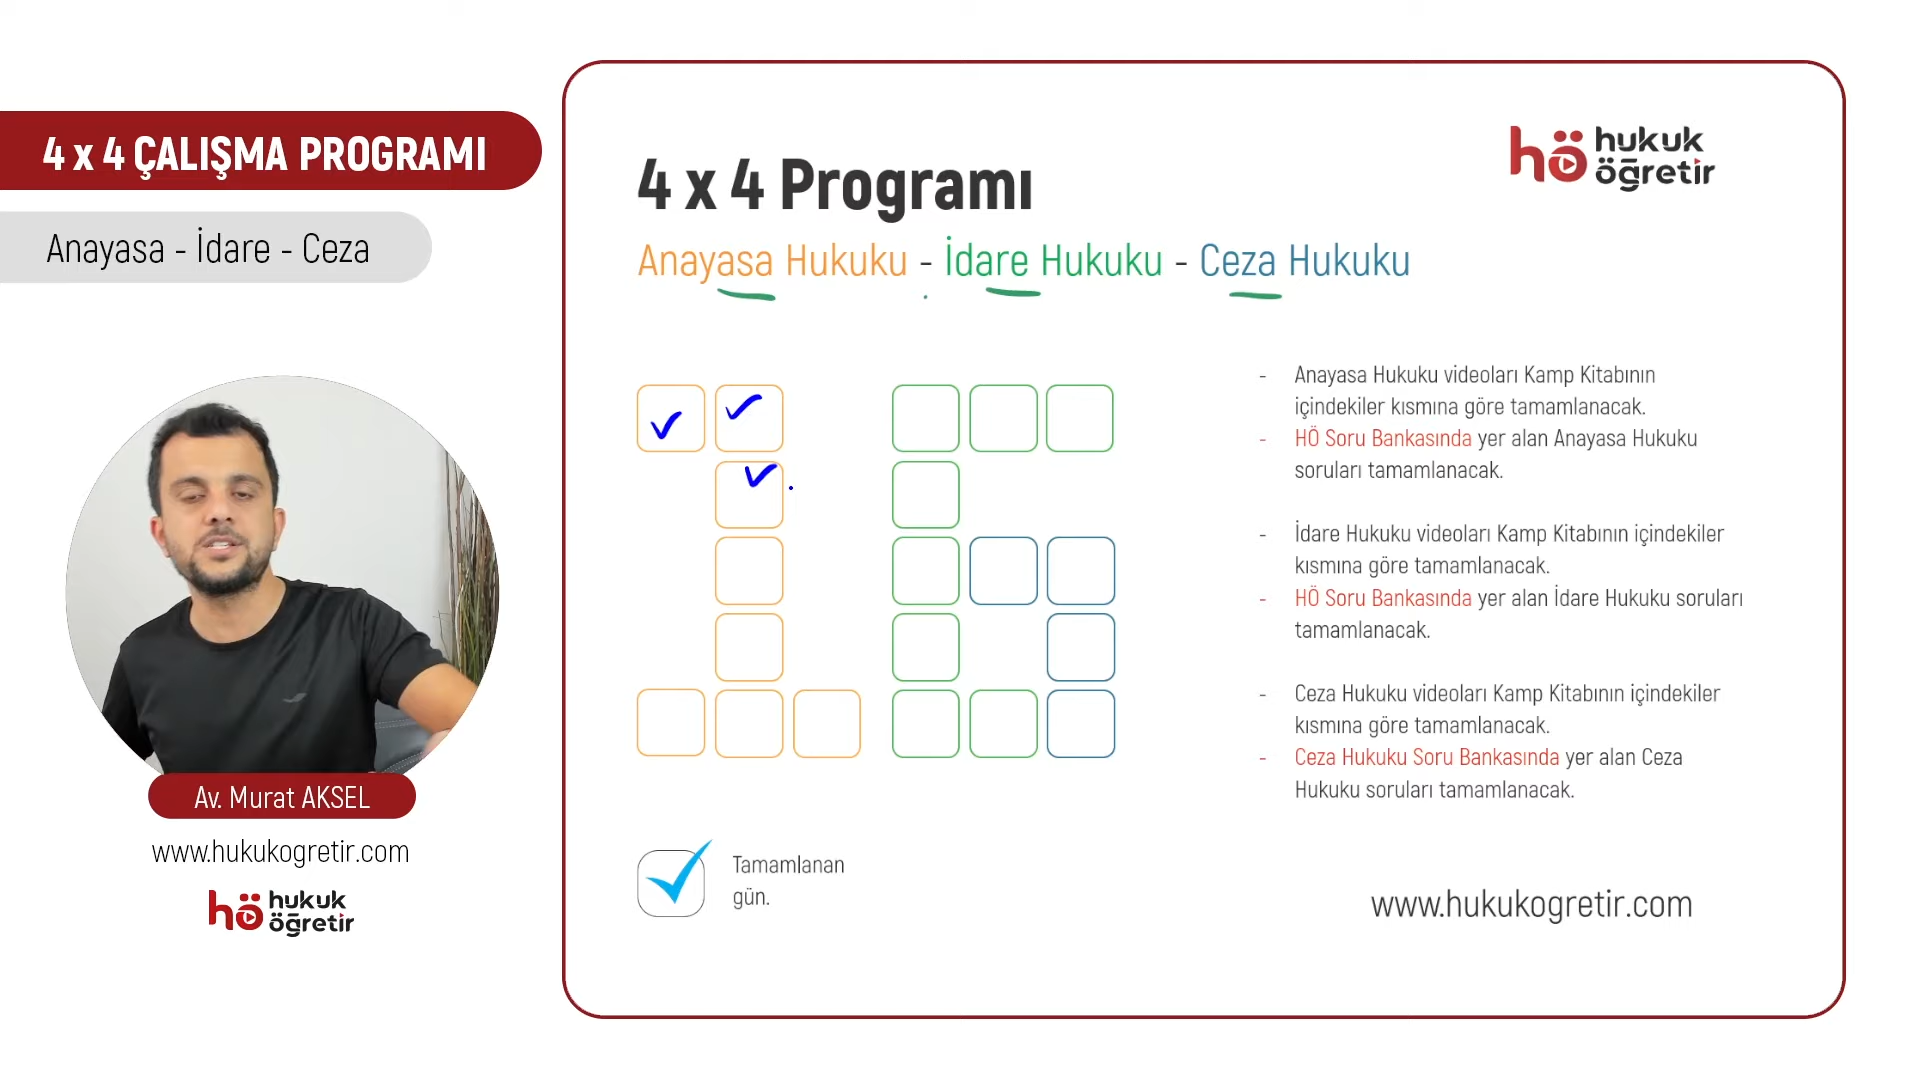 4 x 4 ÇALIŞMA PROGRAMI
Anayasa - İdare - Ceza
Av. Murat AKSEL
www.hukukogretir.com
hö hukuk
öğretir
hö hukuk
öğretir
4 x 4 Programı
Anayasa Hukuku - İdare Hukuku - Ceza Hukuku
- Anayasa Hukuku videoları Kamp Kitabının
içindekiler kısmına göre tamamlanacak.
- HÖ Soru Bankasında yer alan Anayasa Hukuku
soruları tamamlanacak.
- İdare Hukuku videoları Kamp Kitabının içindekiler
kısmına göre tamamlanacak.
- HÖ Soru Bankasında yer alan İdare Hukuku soruları
tamamlanacak.
- Ceza Hukuku videoları Kamp Kitabının içindekiler
kısmına göre tamamlanacak.
- Ceza Hukuku Soru Bankasında yer alan Ceza
Hukuku soruları tamamlanacak.
Tamamlanan
gün.
www.hukukogretir.com